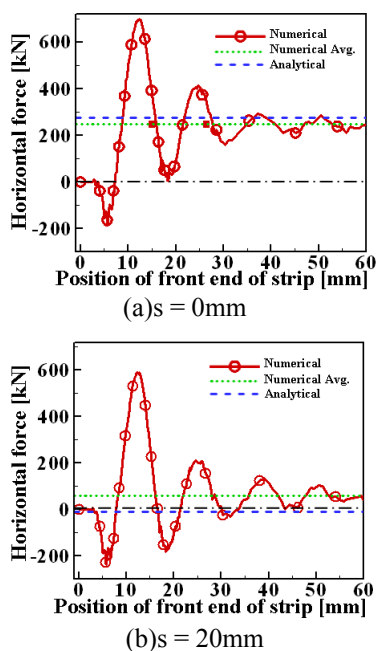 Horizontal force [kN]
600
400
200
0
-200
Numerical
Numerical Avg.
Analytical
0 10 20 30 40 50 60
Position of front end of strip [mm]
(a)s = 0mm
Horizontal force [kN]
600
400
200
0
-200
Numerical
Numerical Avg.
Analytical
0 10 20 30 40 50 60
Position of front end of strip [mm]
(b)s = 20mm